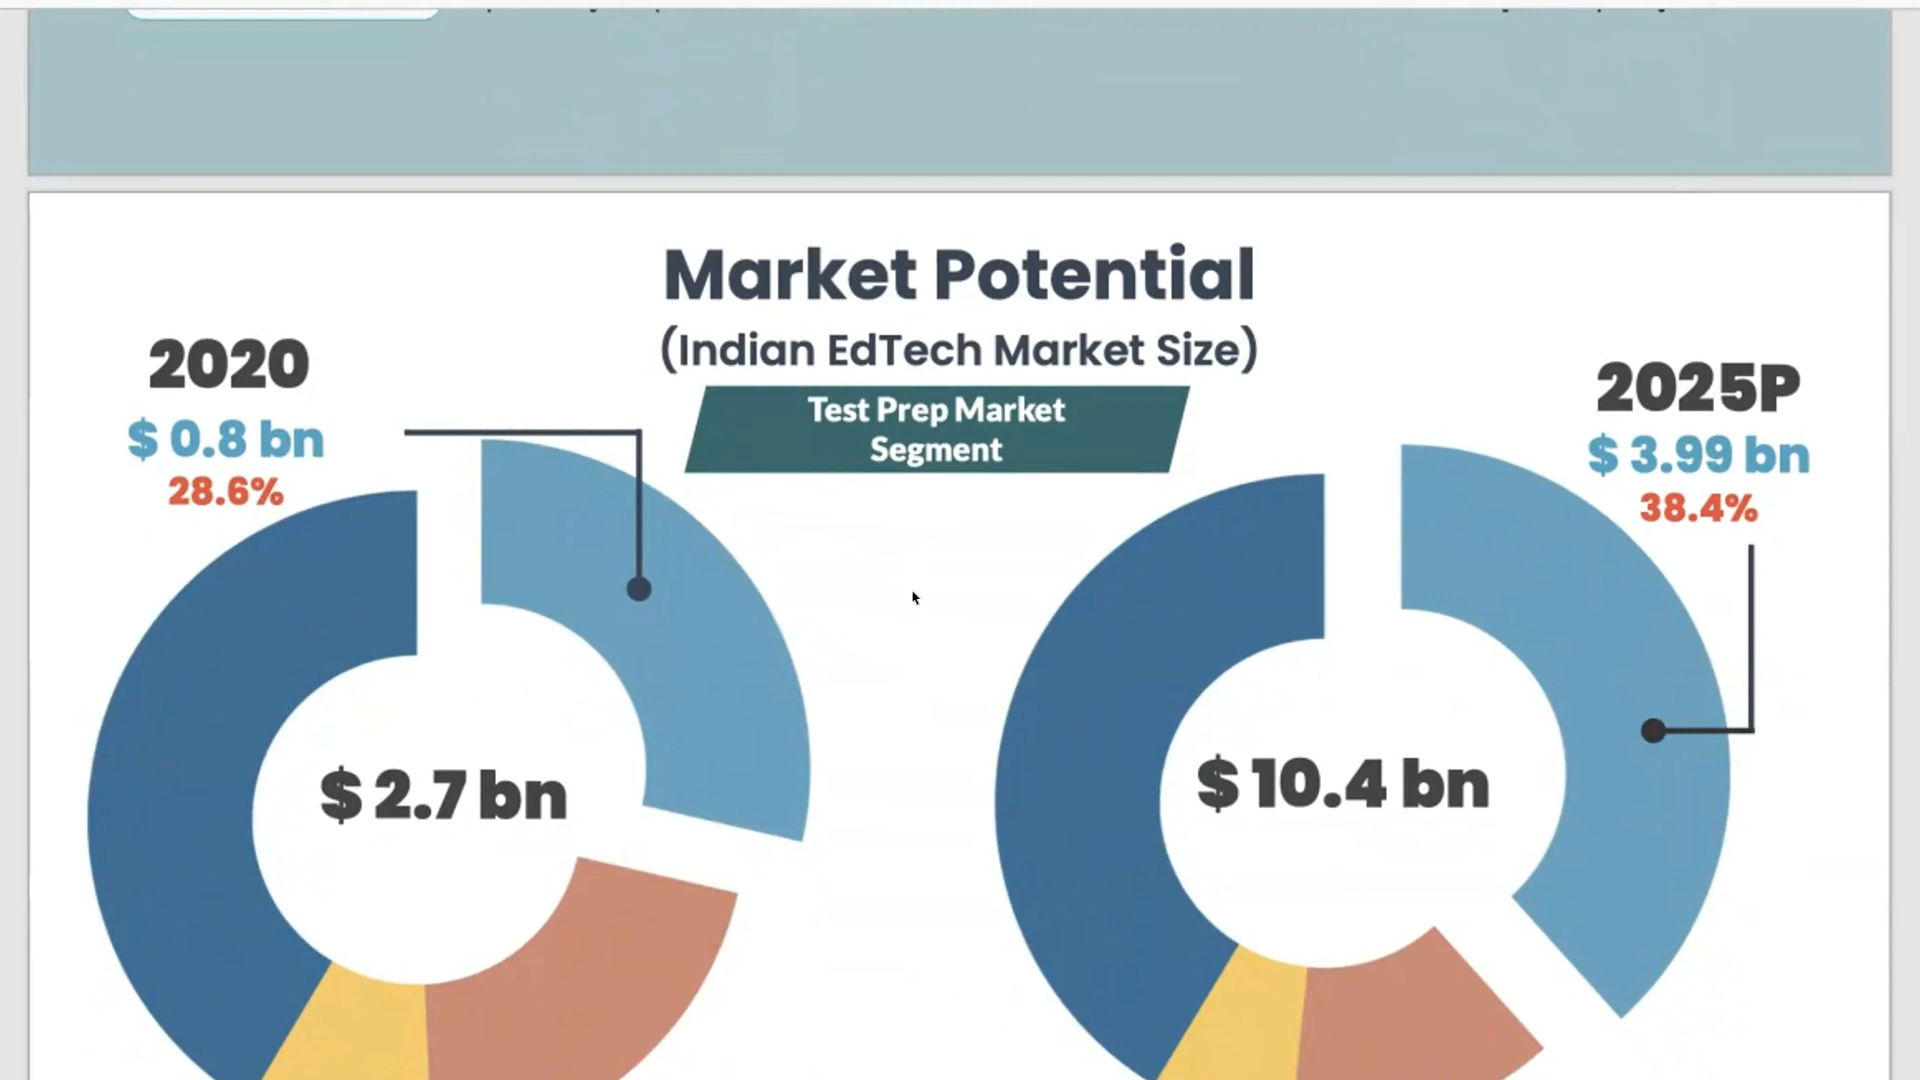 Market Potential
(Indian EdTech Market Size)
Test Prep Market
Segment
2020
$ 0.8 bn
28.6%
$ 2.7 bn
2025P
$ 3.99 bn
38.4%
$ 10.4 bn